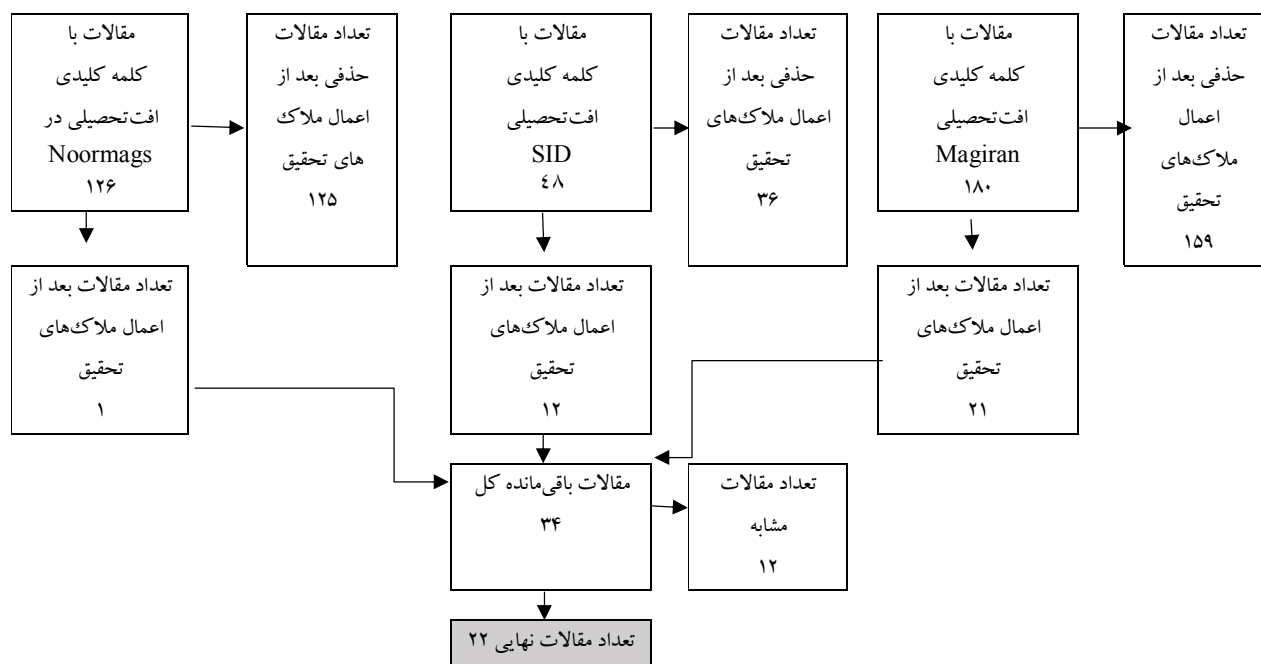 تعداد مقالات
حذفی بعد از
اعمال
ملاک‌های
تحقیق
۱۵۹
مقالات با
کلمه کلیدی
افت‌تحصیلی
Magiran
۱۸۰
تعداد مقالات
حذفی بعد از
اعمال ملاک‌های
تحقیق
۳۶
مقالات با
کلمه کلیدی
افت‌تحصیلی
SID
٤٨
تعداد مقالات
حذفی بعد از
اعمال ملاک
های تحقیق
۱۲۵
مقالات با
کلمه کلیدی
افت‌تحصیلی در
Noormags
۱۲۶
تعداد مقالات بعد از
اعمال ملاک‌های
تحقیق
۲۱
تعداد مقالات بعد از
اعمال ملاک‌های
تحقیق
۱۲
تعداد مقالات بعد از
اعمال ملاک‌های
تحقیق
۱
تعداد مقالات
مشابه
۱۲
مقالات باقی‌مانده کل
۳۴
تعداد مقالات نهایی ۲۲